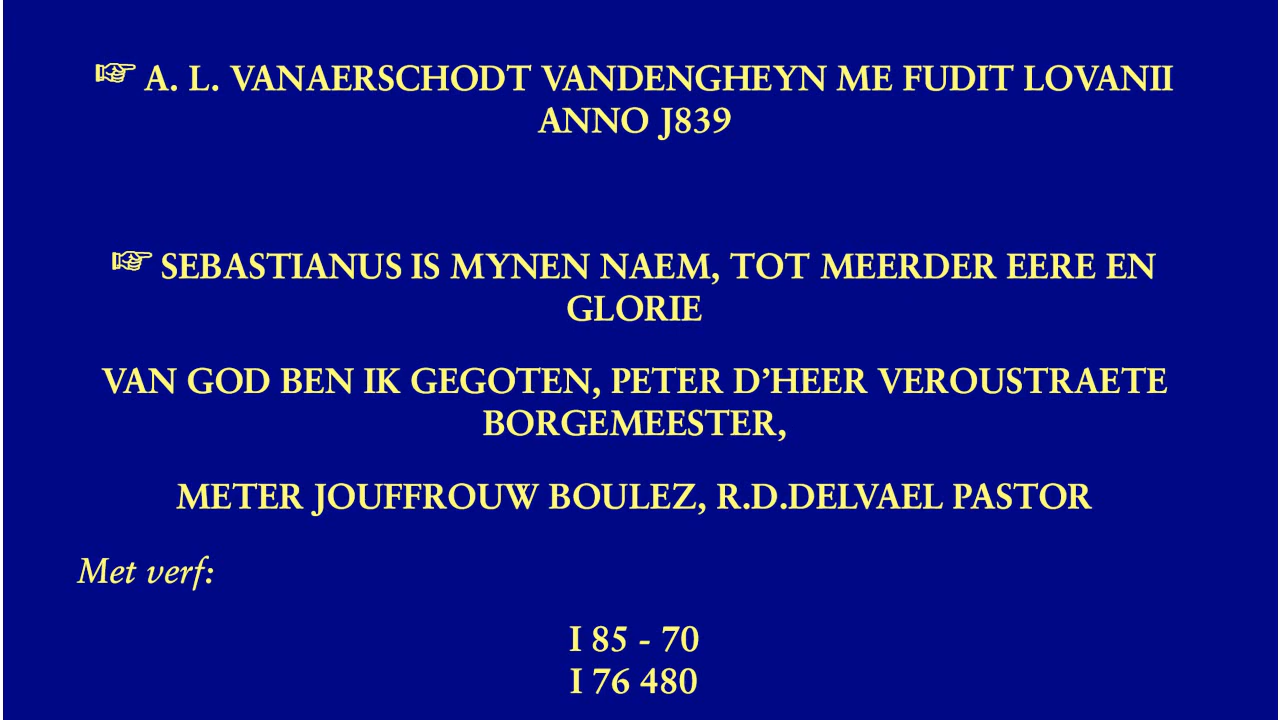 ☞ A. L. VANAERSCHODT VANDENGHEYN ME FUDIT LOVANII
ANNO J839
☞ SEBASTIANUS IS MYNEN NAEM, TOT MEERDER EERE EN
GLORIE
VAN GOD BEN IK GEGOTEN, PETER D’HEER VEROUSTRAETE
BORGEMEESTER,
METER JOUFFROUW BOULEZ, R.D.DELVAEL PASTOR
Met verf:
I 85 - 70
I 76 480